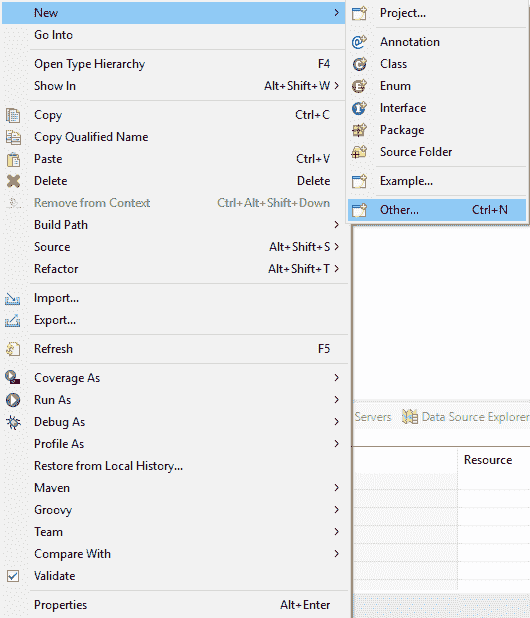 New
Go Into
Open Type Hierarchy F4
Show In Alt+Shift+W
Copy Ctrl+C
Copy Qualified Name
Paste Ctrl+V
Delete Delete
Remove from Context Ctrl+Alt+Shift+Down
Build Path
Source Alt+Shift+S
Refactor Alt+Shift+T
Import...
Export...
Refresh F5
Coverage As
Run As
Debug As
Profile As
Restore from Local History...
Maven
Groovy
Team
Compare With
Validate
Properties Alt+Enter
Project...
Annotation
Class
Enum
Interface
Package
Source Folder
Example...
Other... Ctrl+N
Servers Data Source Explorer
Resource